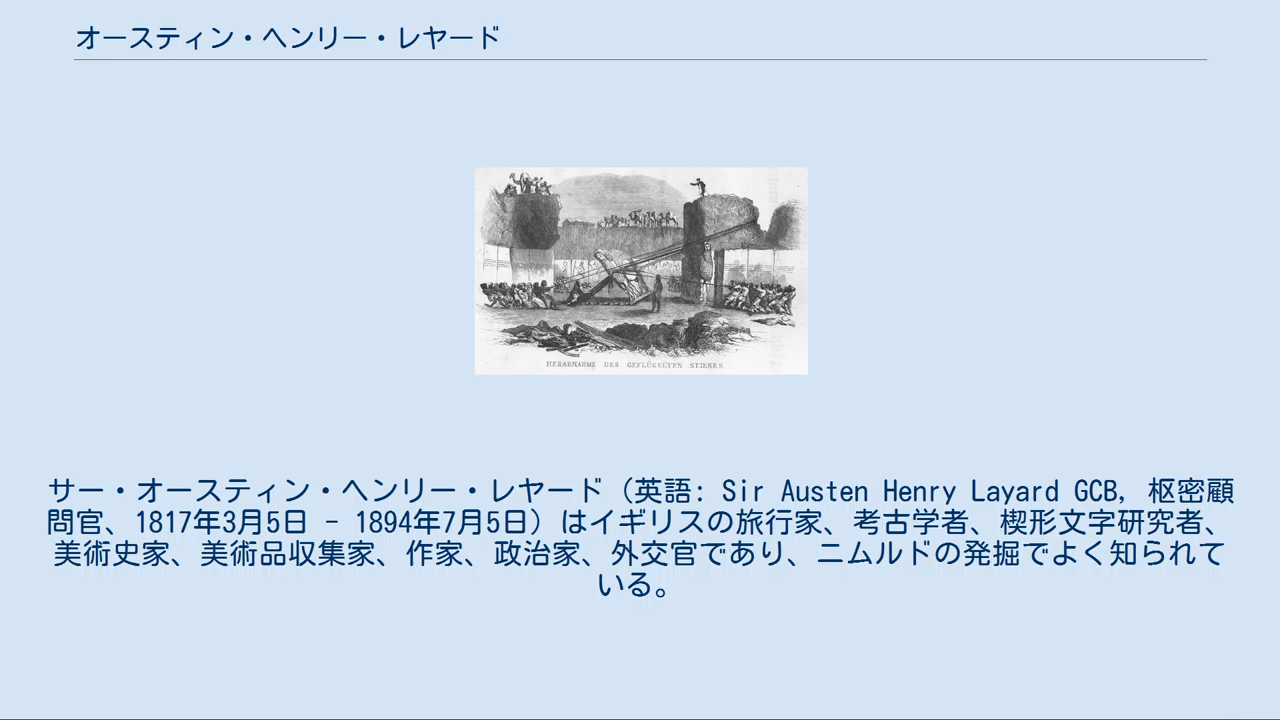 オースティン・ヘンリー・レヤード
HERABNAHME DES GEFLÜGELTEN STIERES
サー・オースティン・ヘンリー・レヤード（英語: Sir Austen Henry Layard GCB, 枢密顧
問官、1817年3月5日 - 1894年7月5日）はイギリスの旅行家、考古学者、楔形文字研究者、
美術史家、美術品収集家、作家、政治家、外交官であり、ニムルドの発掘でよく知られて
いる。